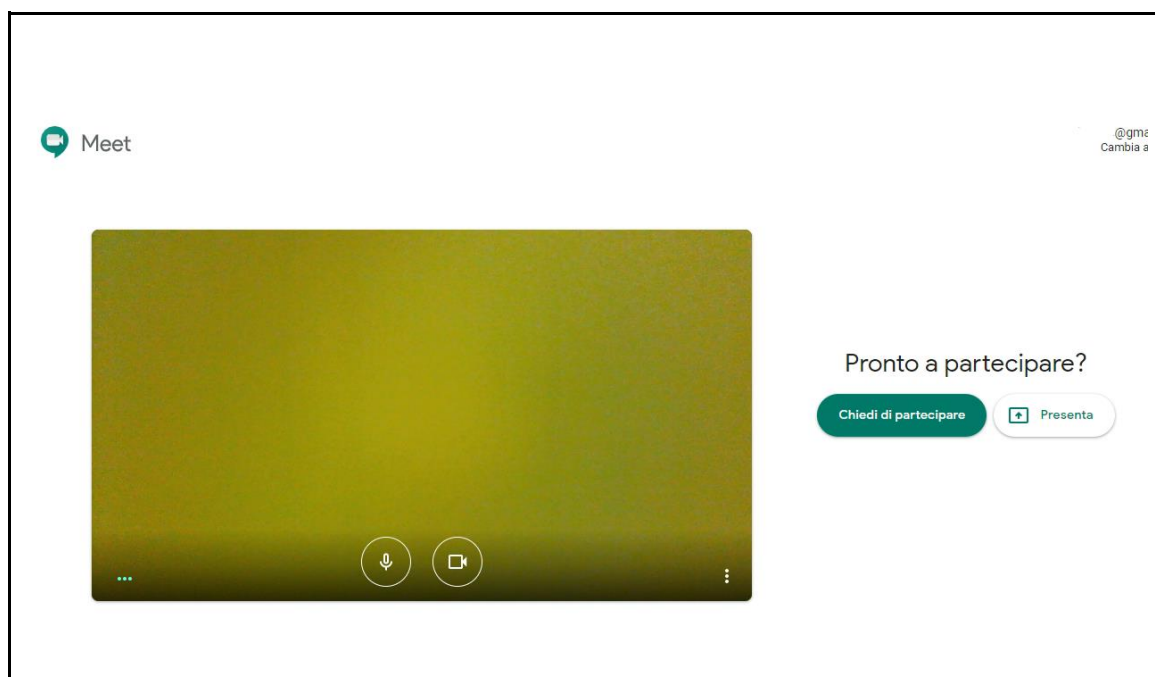 Meet
@gma
Cambia a
Pronto a partecipare?
Chiedi di partecipare
Presenta